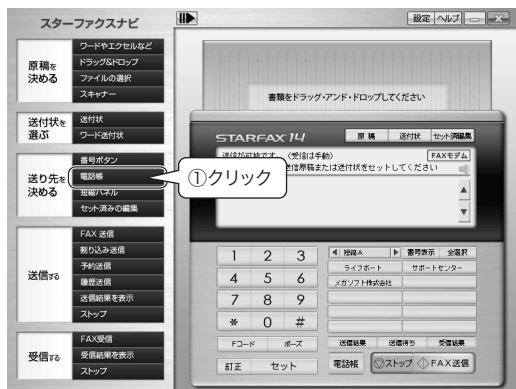 スターファクスナビ
設定 ヘルプ
原稿を決める
ワードやエクセルなど
ドラッグ&ドロップ
ファイルの選択
スキャナー
送付状を選ぶ
送付状
ワード送付状
送り先を決める
番号ボタン
電話帳
短縮パネル
セット済みの編集
①クリック
送信する
FAX 送信
割り込み送信
予約送信
履歴送信
送信結果を表示
ストップ
受信する
FAX受信
受信結果を表示
ストップ
書類をドラッグ・アンド・ドロップしてください
STARFAX 14
原稿 送付状 セット済編集
送信が可能です。(受信は手動) FAXモデム
送信原稿または送付状をセットしてください
1 2 3
4 5 6
7 8 9
* 0 #
Fコード ポーズ
訂正 セット
短縮A 番号表示 全選択
ライフボート サポートセンター
メガソフト株式会社
送信結果 送信待ち 受信結果
電話帳 ストップ FAX送信